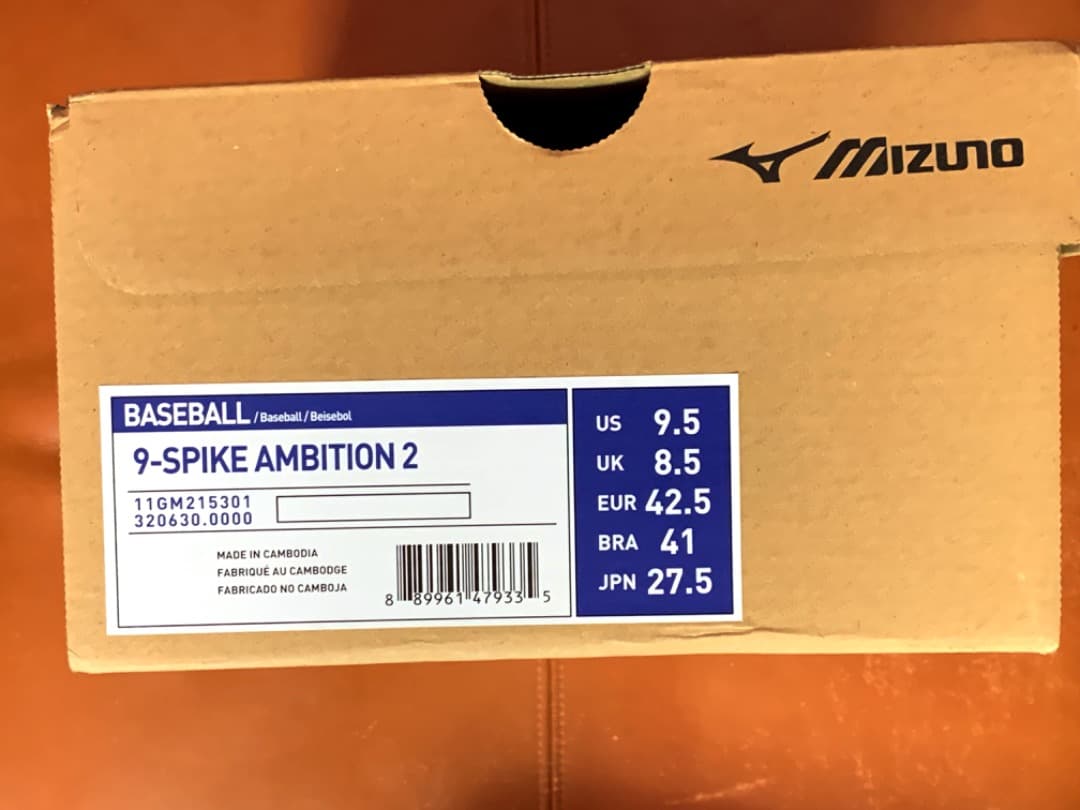 MIZUNO
BASEBALL / Baseball / Beisebol
9-SPIKE AMBITION 2
11GM215301
320630.0000
MADE IN CAMBODIA
FABRIQUÉ AU CAMBODGE
FABRICADO NO CAMBOJA
8 89961 47933 5
US 9.5
UK 8.5
EUR 42.5
BRA 41
JPN 27.5